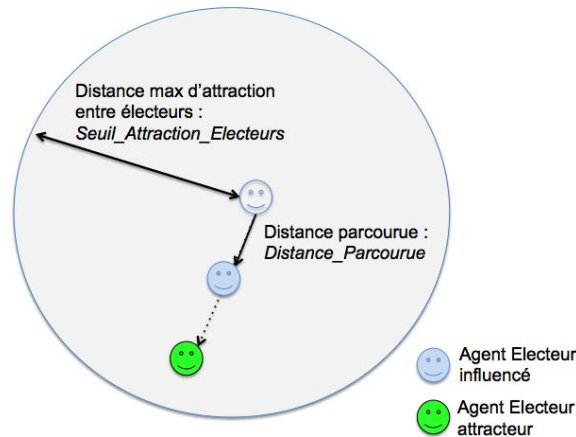 Distance max d'attraction
entre électeurs :
Seuil_Attraction_Electeurs
Distance parcourue :
Distance_Parcourue
Agent Electeur
influencé
Agent Electeur
attracteur